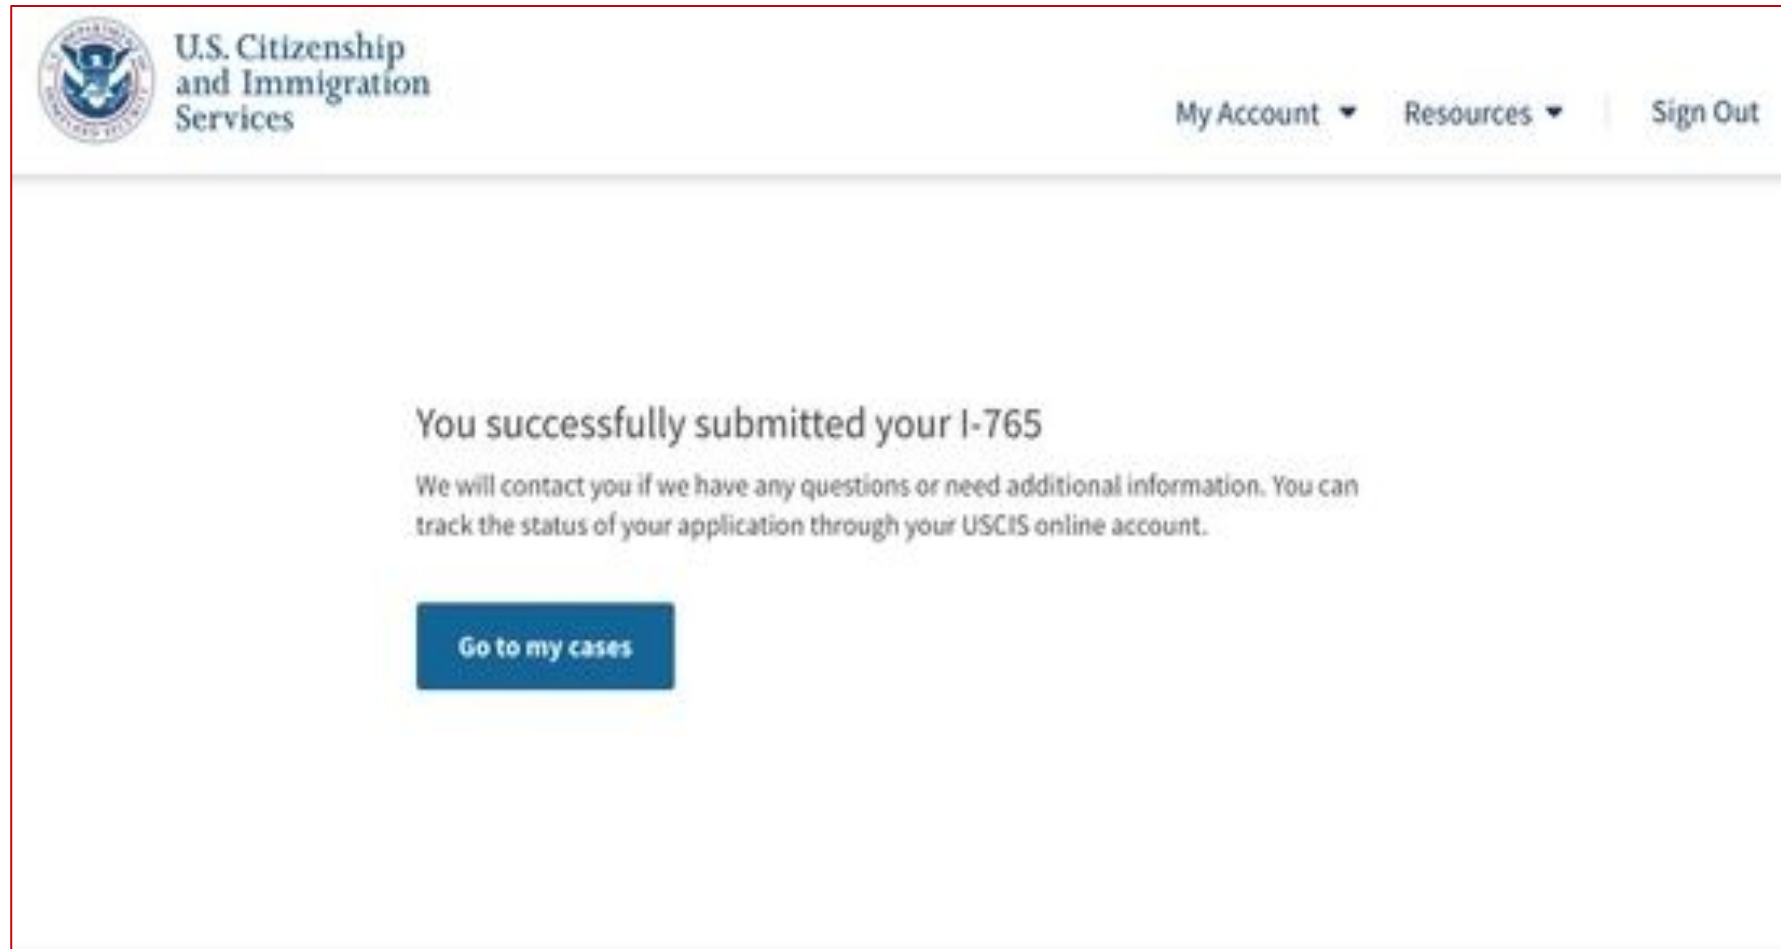 U.S. Citizenship
and Immigration
Services
My Account Resources Sign Out
You successfully submitted your I-765
We will contact you if we have any questions or need additional information. You can
track the status of your application through your USCIS online account.
Go to my cases